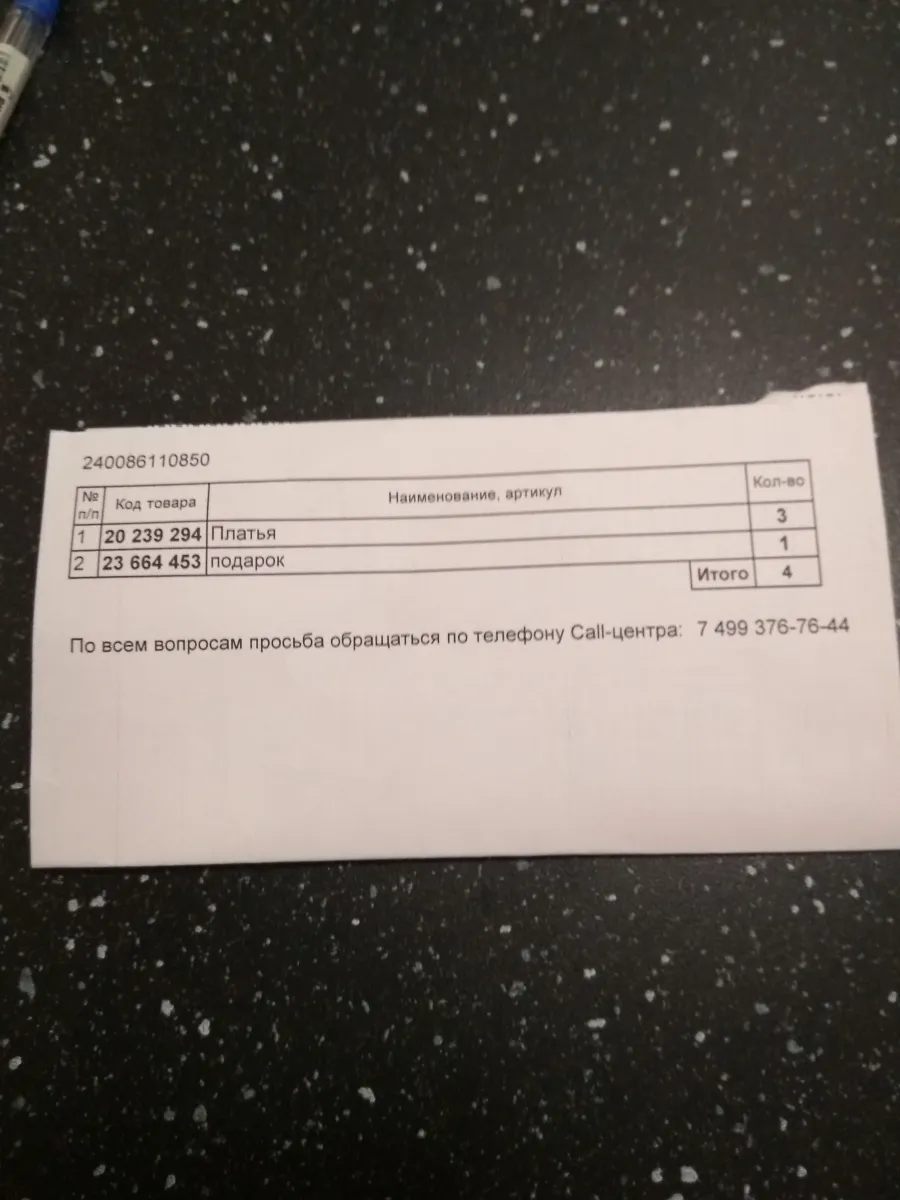 240086110850
№ п/п Код товара Наименование, артикул Кол-во
1 20 239 294 Платья 3
2 23 664 453 подарок 1
Итого 4
По всем вопросам просьба обращаться по телефону Call-центра: 7 499 376-76-44